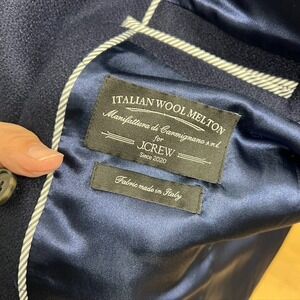 ITALIAN WOOL MELTON
Manifattura di Carmignano s.r.l.
for
J.CREW
Since 2020
Fabric made in Italy